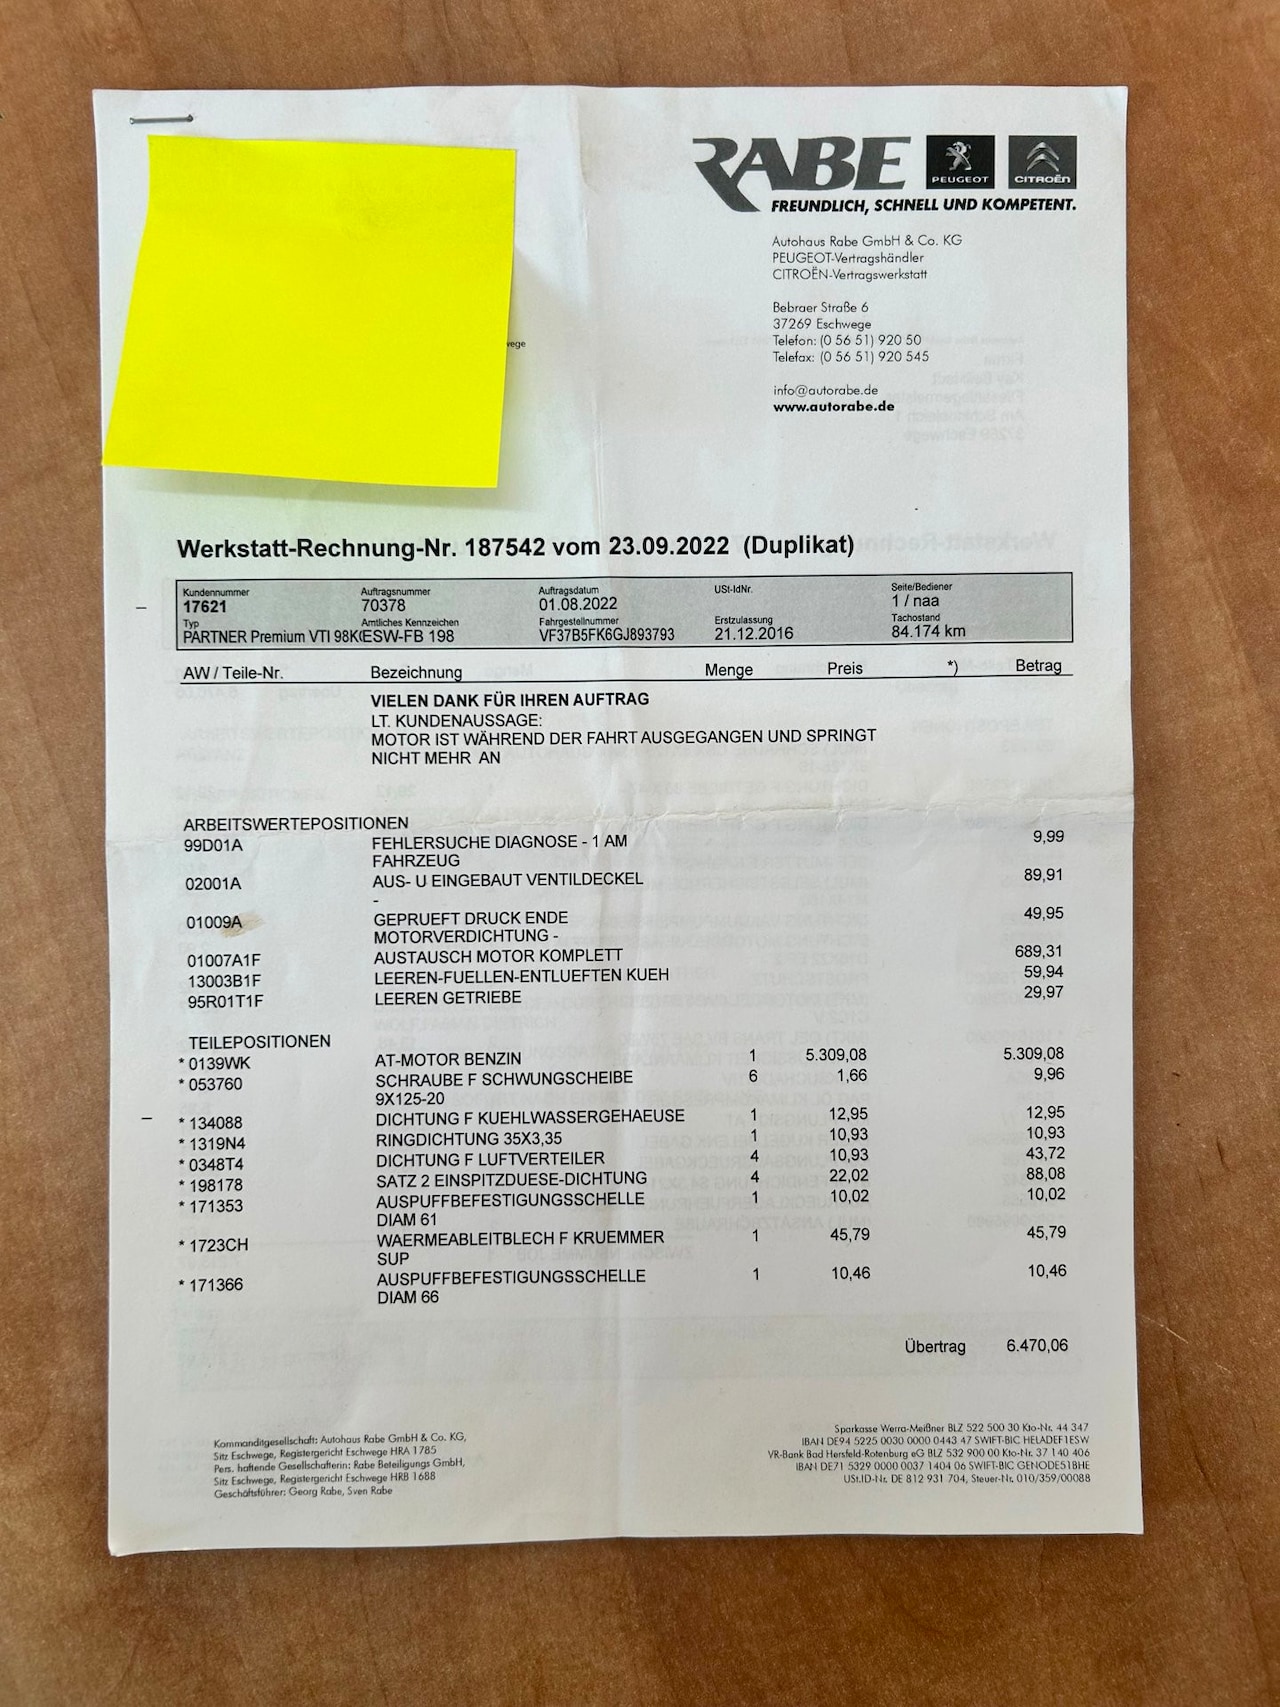 RABE
PEUGEOT
CITROËN
FREUNDLICH, SCHNELL UND KOMPETENT.
Autohaus Rabe GmbH & Co. KG
PEUGEOT-Vertragshändler
CITROËN-Vertragswerkstatt
Bebraer Straße 6
37269 Eschwege
Telefon: (0 56 51) 920 50
Telefax: (0 56 51) 920 545
info@autorabe.de
www.autorabe.de
wege
Werkstatt-Rechnung-Nr. 187542 vom 23.09.2022 (Duplikat)
Kundennummer Auftragsnummer Auftragsdatum USt-IdNr. Seite/Bediener
17621 70378 01.08.2022 1 / naa
Typ Amtliches Kennzeichen Fahrgestellnummer Erstzulassung Tachostand
PARTNER Premium VTI 98K ESW-FB 198 VF37B5FK6GJ893793 21.12.2016 84.174 km
AW / Teile-Nr. Bezeichnung Menge Preis *) Betrag
VIELEN DANK FÜR IHREN AUFTRAG
LT. KUNDENAUSSAGE:
MOTOR IST WÄHREND DER FAHRT AUSGEGANGEN UND SPRINGT
NICHT MEHR AN
ARBEITSWERTEPOSITIONEN
99D01A FEHLERSUCHE DIAGNOSE - 1 AM 9,99
FAHRZEUG
02001A AUS- U EINGEBAUT VENTILDECKEL 89,91
-
01009A GEPRUEFT DRUCK ENDE 49,95
MOTORVERDICHTUNG -
01007A1F AUSTAUSCH MOTOR KOMPLETT 689,31
13003B1F LEEREN-FUELLEN-ENTLUEFTEN KUEH 59,94
95R01T1F LEEREN GETRIEBE 29,97
TEILEPOSITIONEN
* 0139WK AT-MOTOR BENZIN 1 5.309,08 5.309,08
* 053760 SCHRAUBE F SCHWUNGSCHEIBE 6 1,66 9,96
9X125-20
* 134088 DICHTUNG F KUEHLWASSERGEHAEUSE 1 12,95 12,95
* 1319N4 RINGDICHTUNG 35X3,35 1 10,93 10,93
* 0348T4 DICHTUNG F LUFTVERTEILER 4 10,93 43,72
* 198178 SATZ 2 EINSPITZDUESE-DICHTUNG 4 22,02 88,08
* 171353 AUSPUFFBEFESTIGUNGSSCHELLE 1 10,02 10,02
DIAM 61
* 1723CH WAERMEABLEITBLECH F KRUEMMER 1 45,79 45,79
SUP
* 171366 AUSPUFFBEFESTIGUNGSSCHELLE 1 10,46 10,46
DIAM 66
Übertrag 6.470,06
Kommanditgesellschaft: Autohaus Rabe GmbH & Co. KG,
Sitz Eschwege, Registergericht Eschwege HRA 1785
Pers. haftende Gesellschafterin: Rabe Beteiligungs GmbH,
Sitz Eschwege, Registergericht Eschwege HRB 1688
Geschäftsführer: Georg Rabe, Sven Rabe
Sparkasse Werra-Meißner BLZ 522 500 30 Kto-Nr. 44 347
IBAN DE94 5225 0030 0000 0443 47 SWIFT-BIC HELADEF1ESW
VR-Bank Bad Hersfeld-Rotenburg eG BLZ 532 900 00 Kto-Nr. 37 140 406
IBAN DE71 5329 0000 0037 1404 06 SWIFT-BIC GENODE51BHE
USt.ID-Nr. DE 812 931 704, Steuer-Nr. 010/359/00088